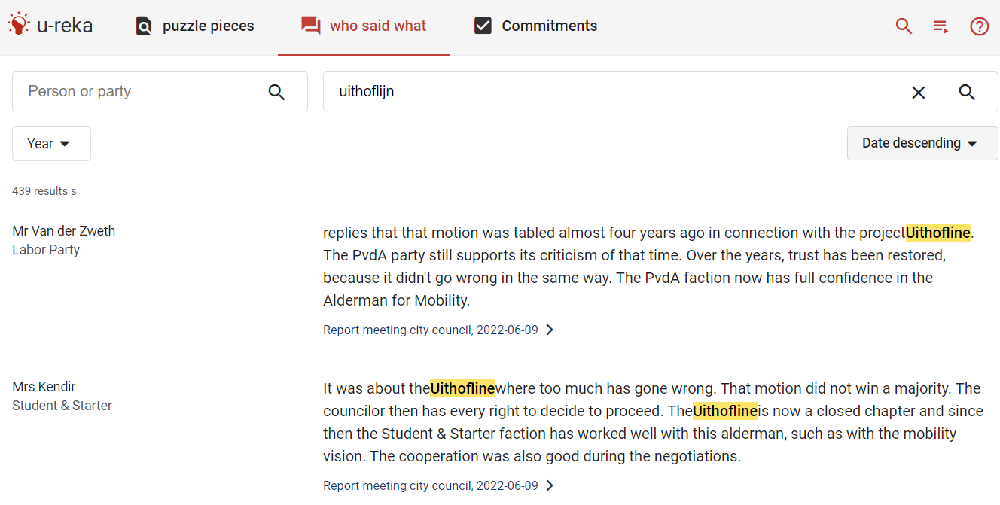 u-reka
puzzle pieces
who said what
Commitments
Person or party
uithoflijn
Year
Date descending
439 results s
Mr Van der Zweth
Labor Party
replies that that motion was tabled almost four years ago in connection with the projectUithofline.
The PvdA party still supports its criticism of that time. Over the years, trust has been restored,
because it didn't go wrong in the same way. The PvdA faction now has full confidence in the
Alderman for Mobility.
Report meeting city council, 2022-06-09
Mrs Kendir
Student & Starter
It was about theUithoflinewhere too much has gone wrong. That motion did not win a majority. The
councilor then has every right to decide to proceed. TheUithoflineis now a closed chapter and since
then the Student & Starter faction has worked well with this alderman, such as with the mobility
vision. The cooperation was also good during the negotiations.
Report meeting city council, 2022-06-09